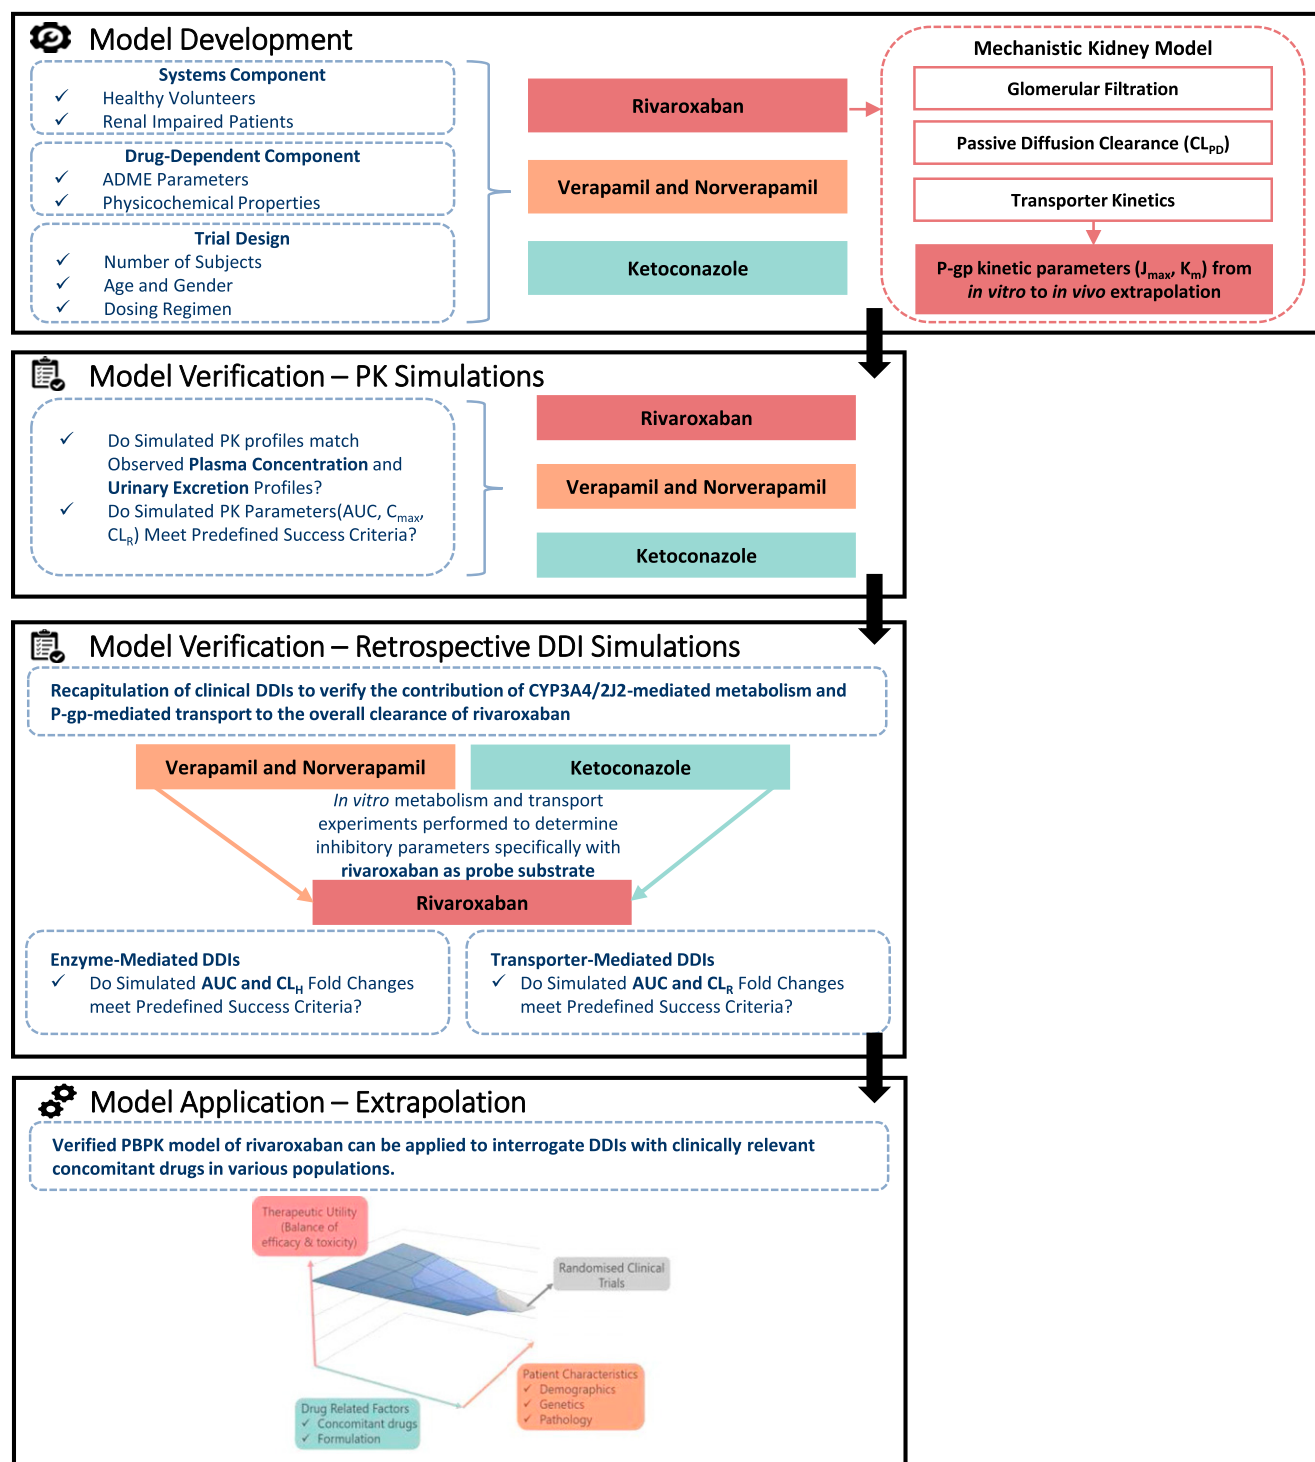 Model Development
Systems Component
✓ Healthy Volunteers
✓ Renal Impaired Patients
Drug-Dependent Component
✓ ADME Parameters
✓ Physicochemical Properties
Trial Design
✓ Number of Subjects
✓ Age and Gender
✓ Dosing Regimen
Rivaroxaban
Verapamil and Norverapamil
Ketoconazole
Mechanistic Kidney Model
Glomerular Filtration
Passive Diffusion Clearance (CLPD)
Transporter Kinetics
P-gp kinetic parameters (Jmax, Km) from
in vitro to in vivo extrapolation
Model Verification – PK Simulations
✓ Do Simulated PK profiles match
Observed Plasma Concentration and
Urinary Excretion Profiles?
✓ Do Simulated PK Parameters(AUC, Cmax,
CLR) Meet Predefined Success Criteria?
Rivaroxaban
Verapamil and Norverapamil
Ketoconazole
Model Verification – Retrospective DDI Simulations
Recapitulation of clinical DDIs to verify the contribution of CYP3A4/2J2-mediated metabolism and
P-gp-mediated transport to the overall clearance of rivaroxaban
Verapamil and Norverapamil
Ketoconazole
In vitro metabolism and transport
experiments performed to determine
inhibitory parameters specifically with
rivaroxaban as probe substrate
Rivaroxaban
Enzyme-Mediated DDIs
✓ Do Simulated AUC and CLH Fold Changes
meet Predefined Success Criteria?
Transporter-Mediated DDIs
✓ Do Simulated AUC and CLR Fold Changes
meet Predefined Success Criteria?
Model Application – Extrapolation
Verified PBPK model of rivaroxaban can be applied to interrogate DDIs with clinically relevant
concomitant drugs in various populations.
Therapeutic Utility
(Balance of
efficacy & toxicity)
Randomised Clinical
Trials
Patient Characteristics
✓ Demographics
✓ Genetics
✓ Pathology
Drug Related Factors
✓ Concomitant drugs
✓ Formulation